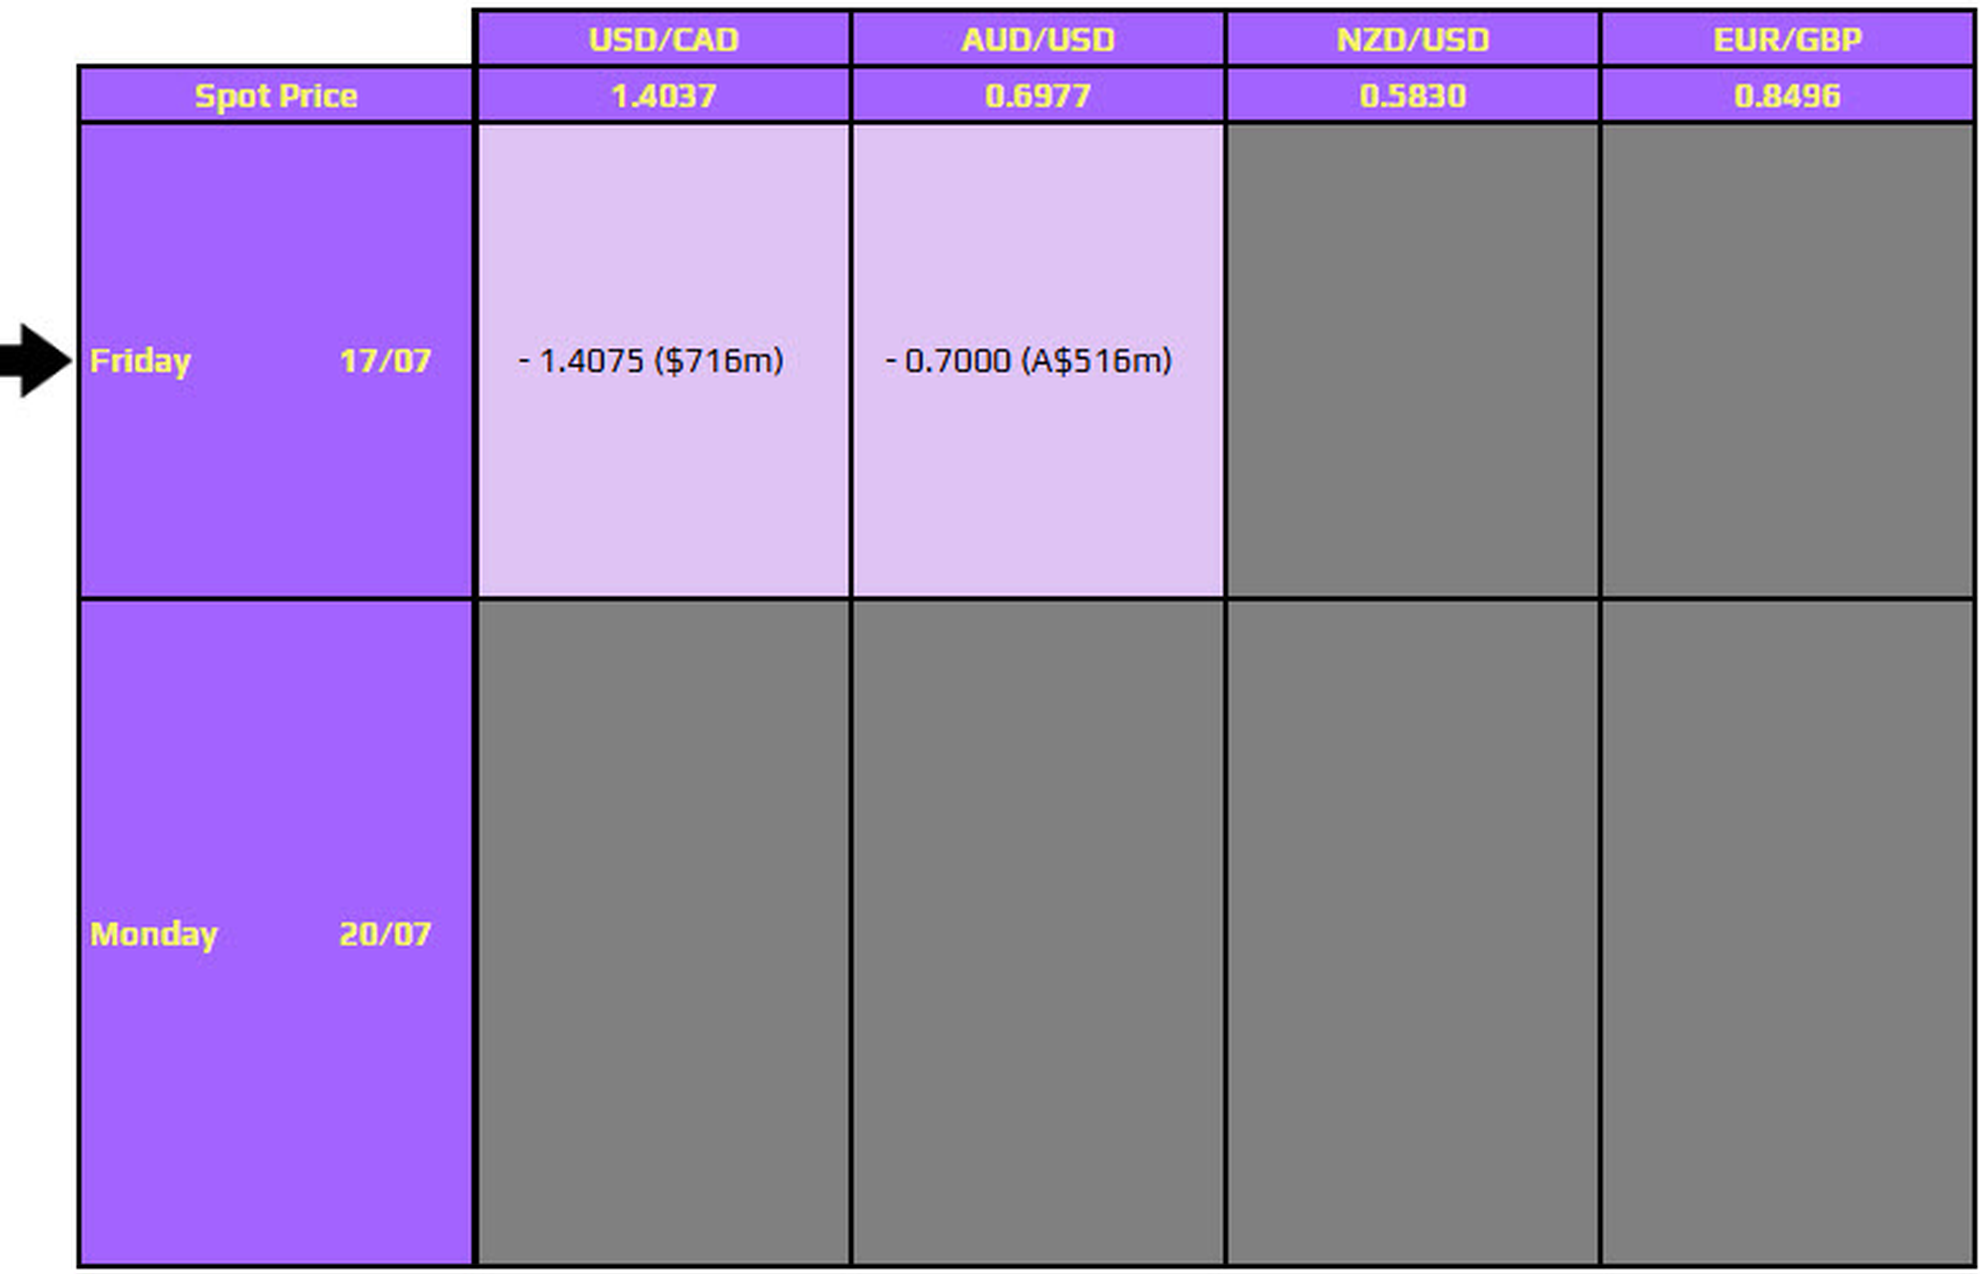 USD/CAD AUD/USD NZD/USD EUR/GBP
Spot Price 1.4037 0.6977 0.5830 0.8496
Friday 17/07 - 1.4075 ($716m) - 0.7000 (A$516m)
Monday 20/07